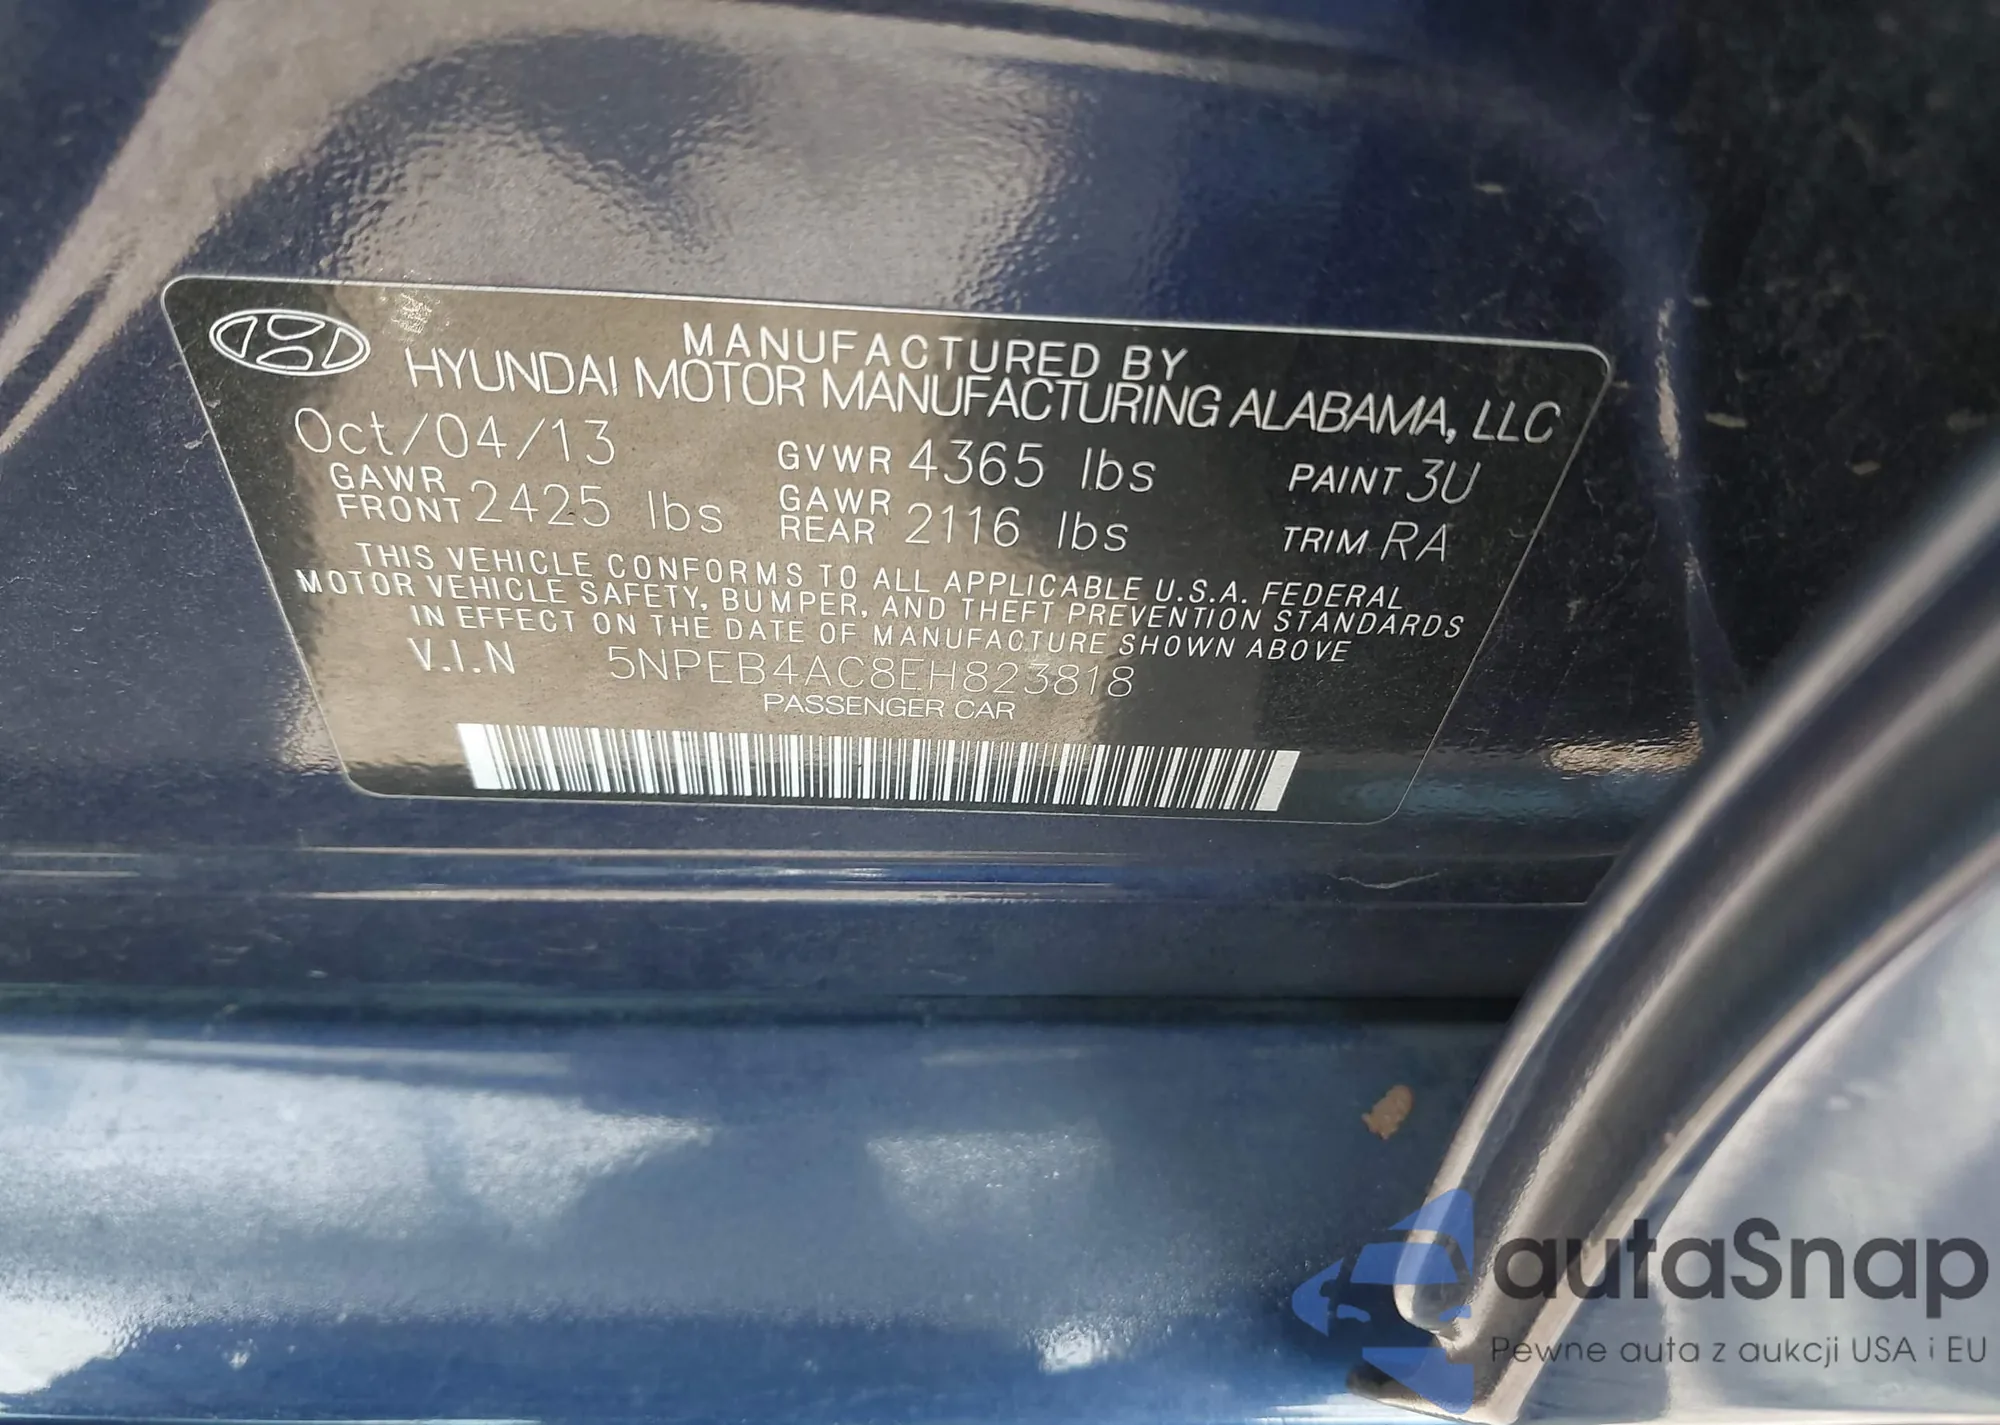 MANUFACTURED BY
HYUNDAI MOTOR MANUFACTURING ALABAMA, LLC
Oct/04/13 GVWR 4365 lbs PAINT 3U
GAWR FRONT 2425 lbs GAWR REAR 2116 lbs TRIM RA
THIS VEHICLE CONFORMS TO ALL APPLICABLE U.S.A. FEDERAL
MOTOR VEHICLE SAFETY, BUMPER, AND THEFT PREVENTION STANDARDS
IN EFFECT ON THE DATE OF MANUFACTURE SHOWN ABOVE
V.I.N 5NPEB4AC8EH823818
PASSENGER CAR
autaSnap
Pewne auta z aukcji USA i EU